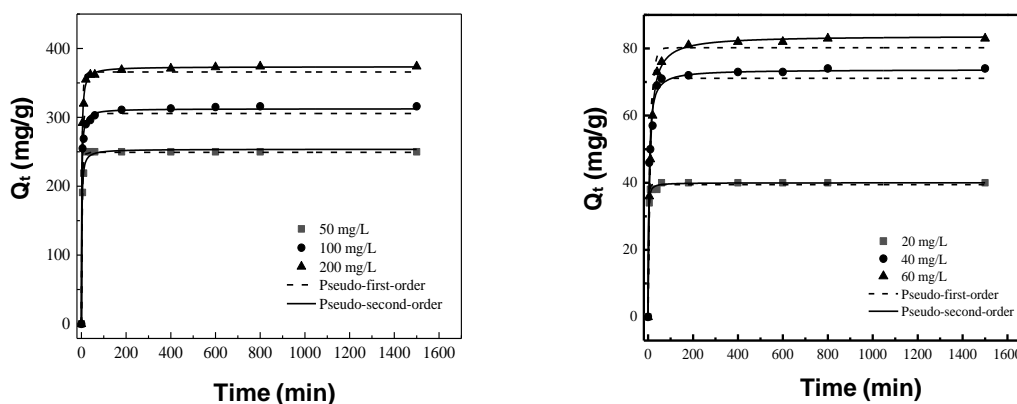 400
300
200
100
0
Qt (mg/g)
50 mg/L
100 mg/L
200 mg/L
Pseudo-first-order
Pseudo-second-order
0 200 400 600 800 1000 1200 1400 1600
Time (min)
80
60
40
20
0
Qt (mg/g)
20 mg/L
40 mg/L
60 mg/L
Pseudo-first-order
Pseudo-second-order
0 200 400 600 800 1000 1200 1400 1600
Time (min)